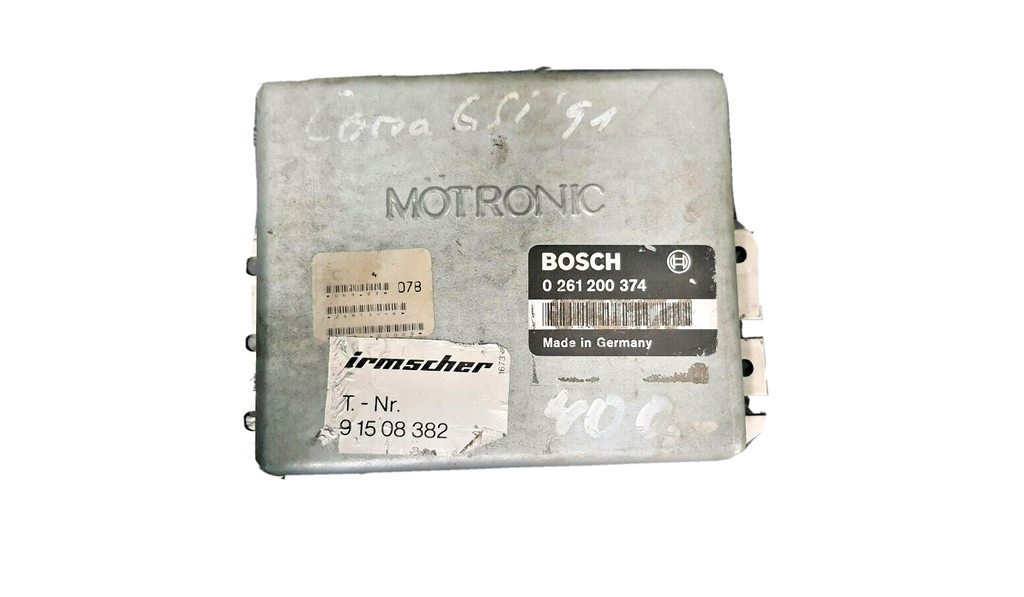 Corsa GSi '91
MOTRONIC
078
BOSCH
0 261 200 374
Made in Germany
irmscher
1673
T. - Nr.
9 15 08 382
400